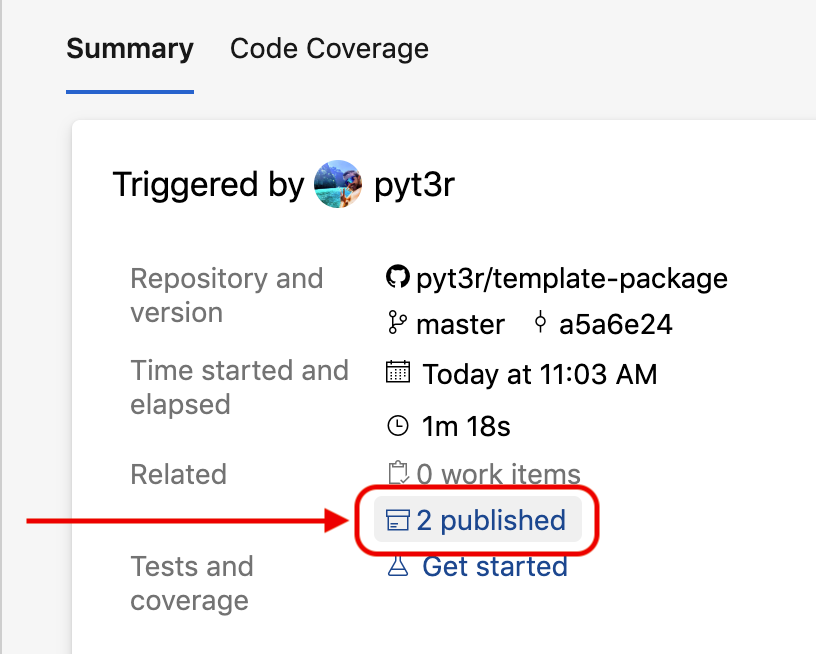 Summary Code Coverage
Triggered by pyt3r
Repository and
version
pyt3r/template-package
master a5a6e24
Time started and
elapsed
Today at 11:03 AM
1m 18s
Related
0 work items
2 published
Tests and
coverage
Get started